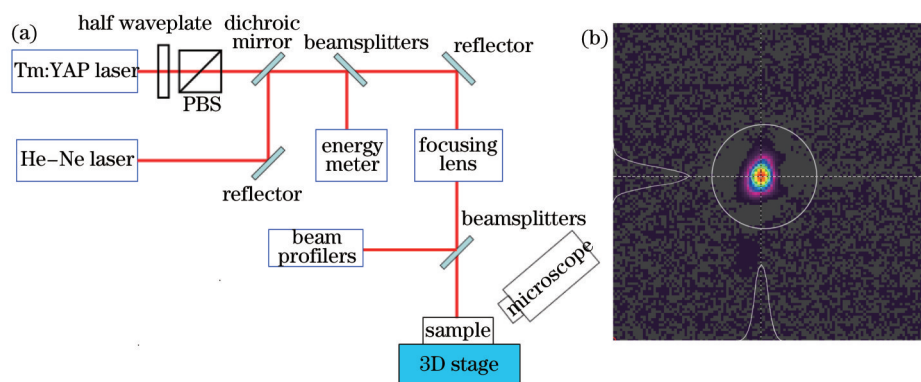 (a)
half waveplate
dichroic
mirror
beamsplitters
reflector
(b)
Tm:YAP laser
PBS
He–Ne laser
energy
meter
focusing
lens
reflector
beamsplitters
beam
profilers
microscope
sample
3D stage